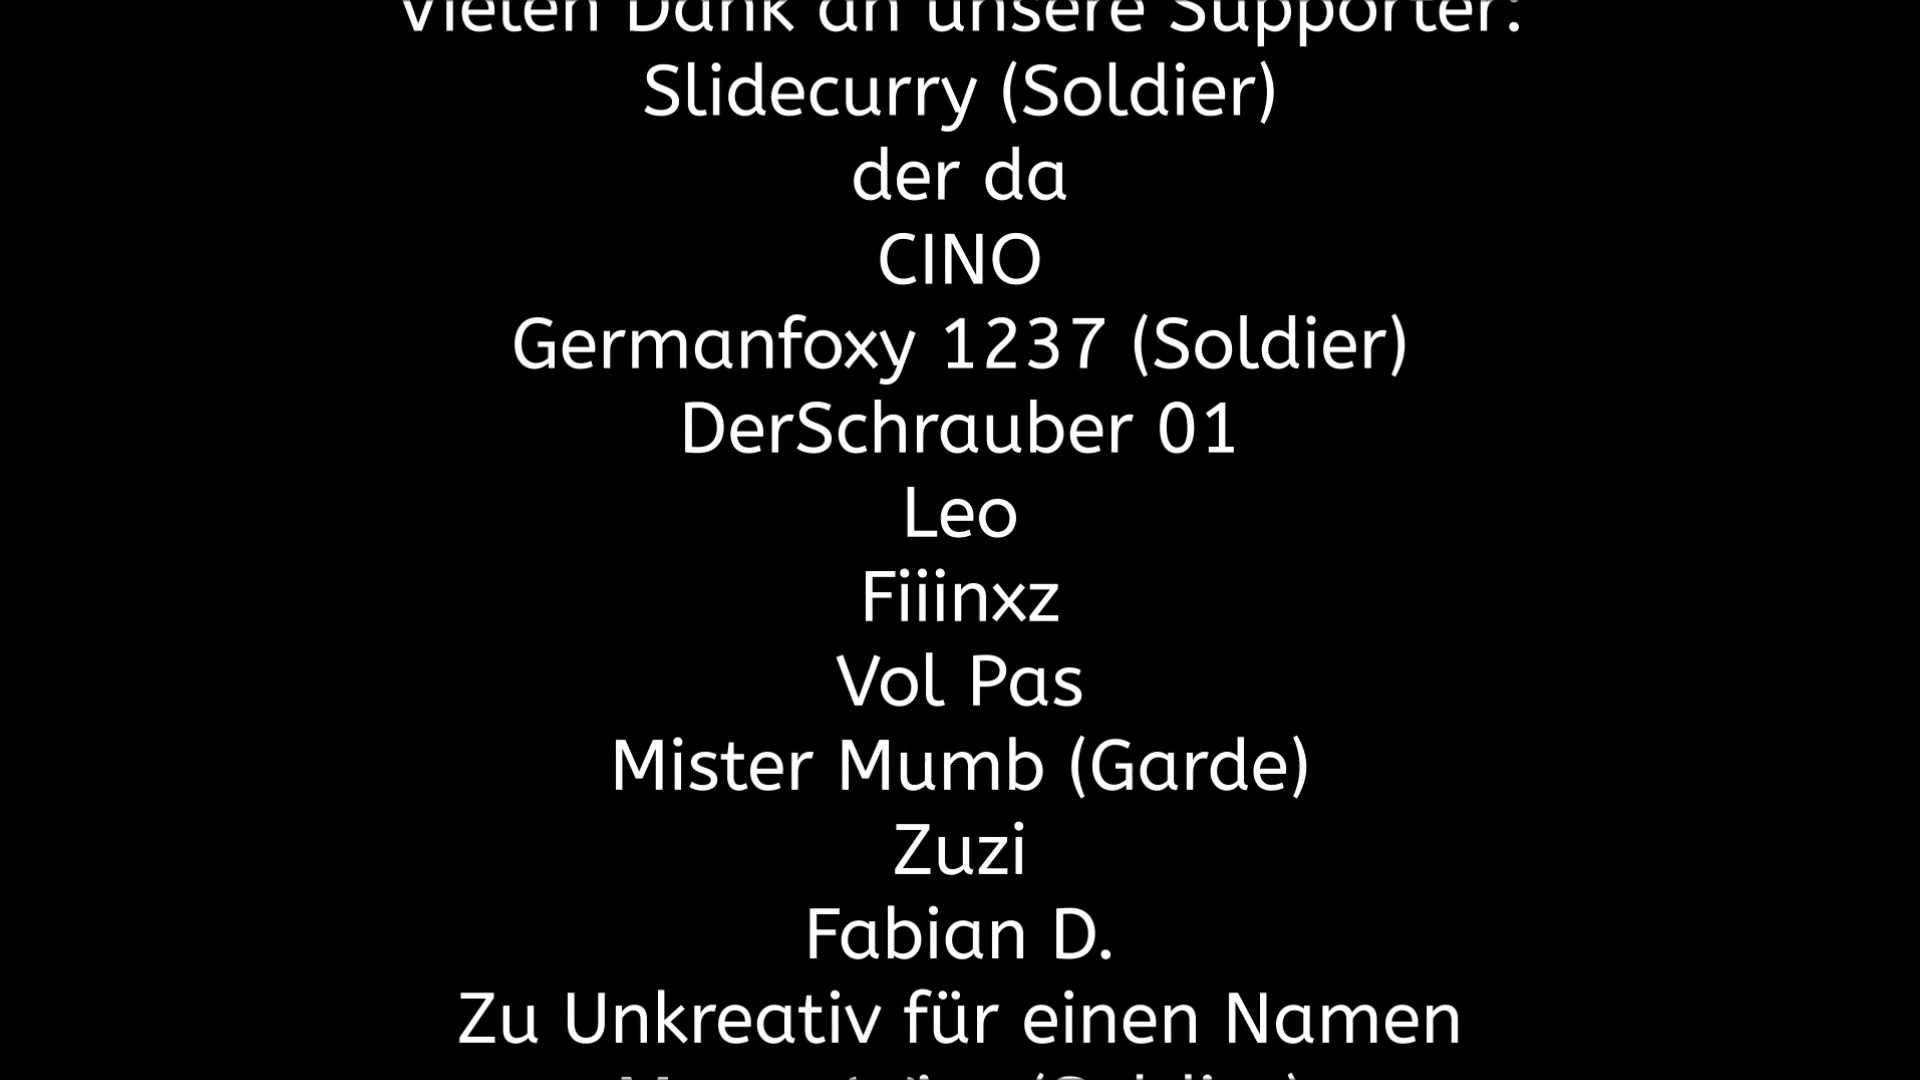 Vielen Dank an unsere Supporter:
Slidecurry (Soldier)
der da
CINO
Germanfoxy 1237 (Soldier)
DerSchrauber 01
Leo
Fiiinxz
Vol Pas
Mister Mumb (Garde)
Zuzi
Fabian D.
Zu Unkreativ für einen Namen
(Soldier)